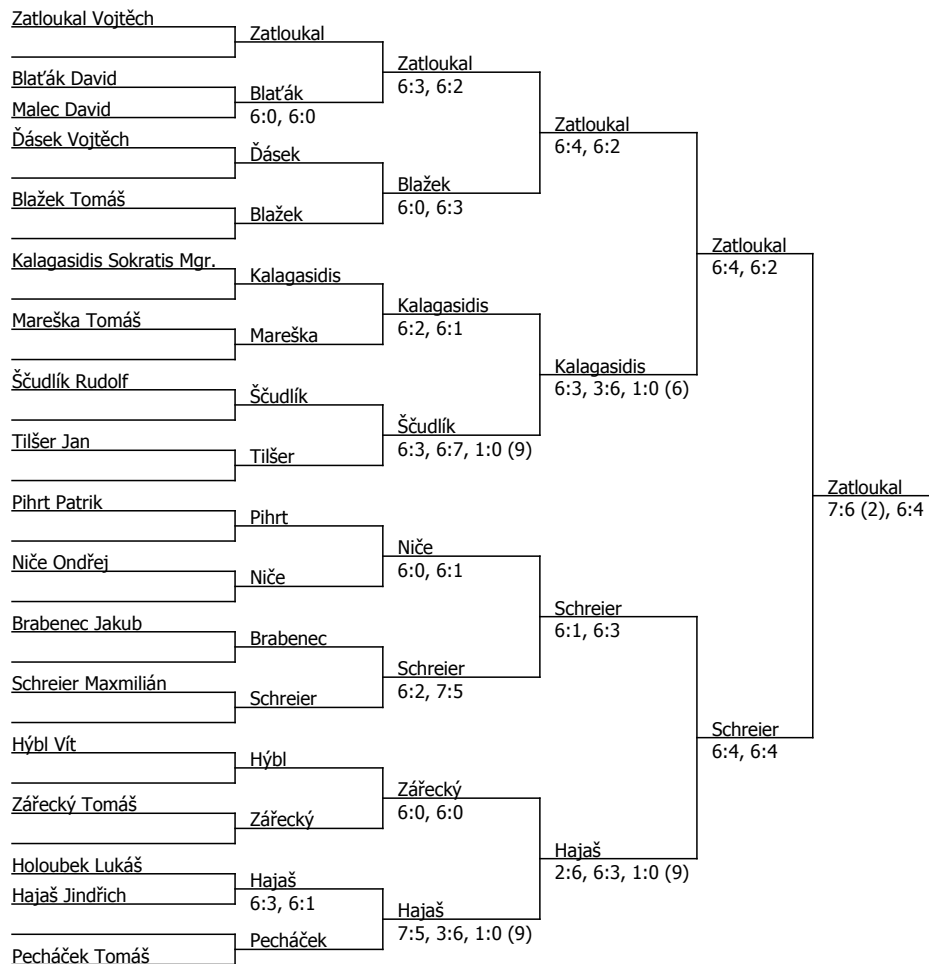 Zatloukal Vojtěch
Blaťák David
Malec David
Ďásek Vojtěch
Blažek Tomáš
Kalagasidis Sokratis Mgr.
Mareška Tomáš
Ščudlík Rudolf
Tilšer Jan
Pihrt Patrik
Niče Ondřej
Brabenec Jakub
Schreier Maxmilián
Hýbl Vít
Zářecký Tomáš
Holoubek Lukáš
Hajaš Jindřich
Pecháček Tomáš
Zatloukal
Blaťák
6:0, 6:0
Ďásek
Blažek
Kalagasidis
Mareška
Ščudlík
Tilšer
Pihrt
Niče
Brabenec
Schreier
Hýbl
Zářecký
Hajaš
6:3, 6:1
Pecháček
Zatloukal
6:3, 6:2
Blažek
6:0, 6:3
Kalagasidis
6:2, 6:1
Ščudlík
6:3, 6:7, 1:0 (9)
Niče
6:0, 6:1
Schreier
6:2, 7:5
Zářecký
6:0, 6:0
Hajaš
7:5, 3:6, 1:0 (9)
Zatloukal
6:4, 6:2
Kalagasidis
6:3, 3:6, 1:0 (6)
Schreier
6:1, 6:3
Hajaš
2:6, 6:3, 1:0 (9)
Zatloukal
6:4, 6:2
Schreier
6:4, 6:4
Zatloukal
7:6 (2), 6:4